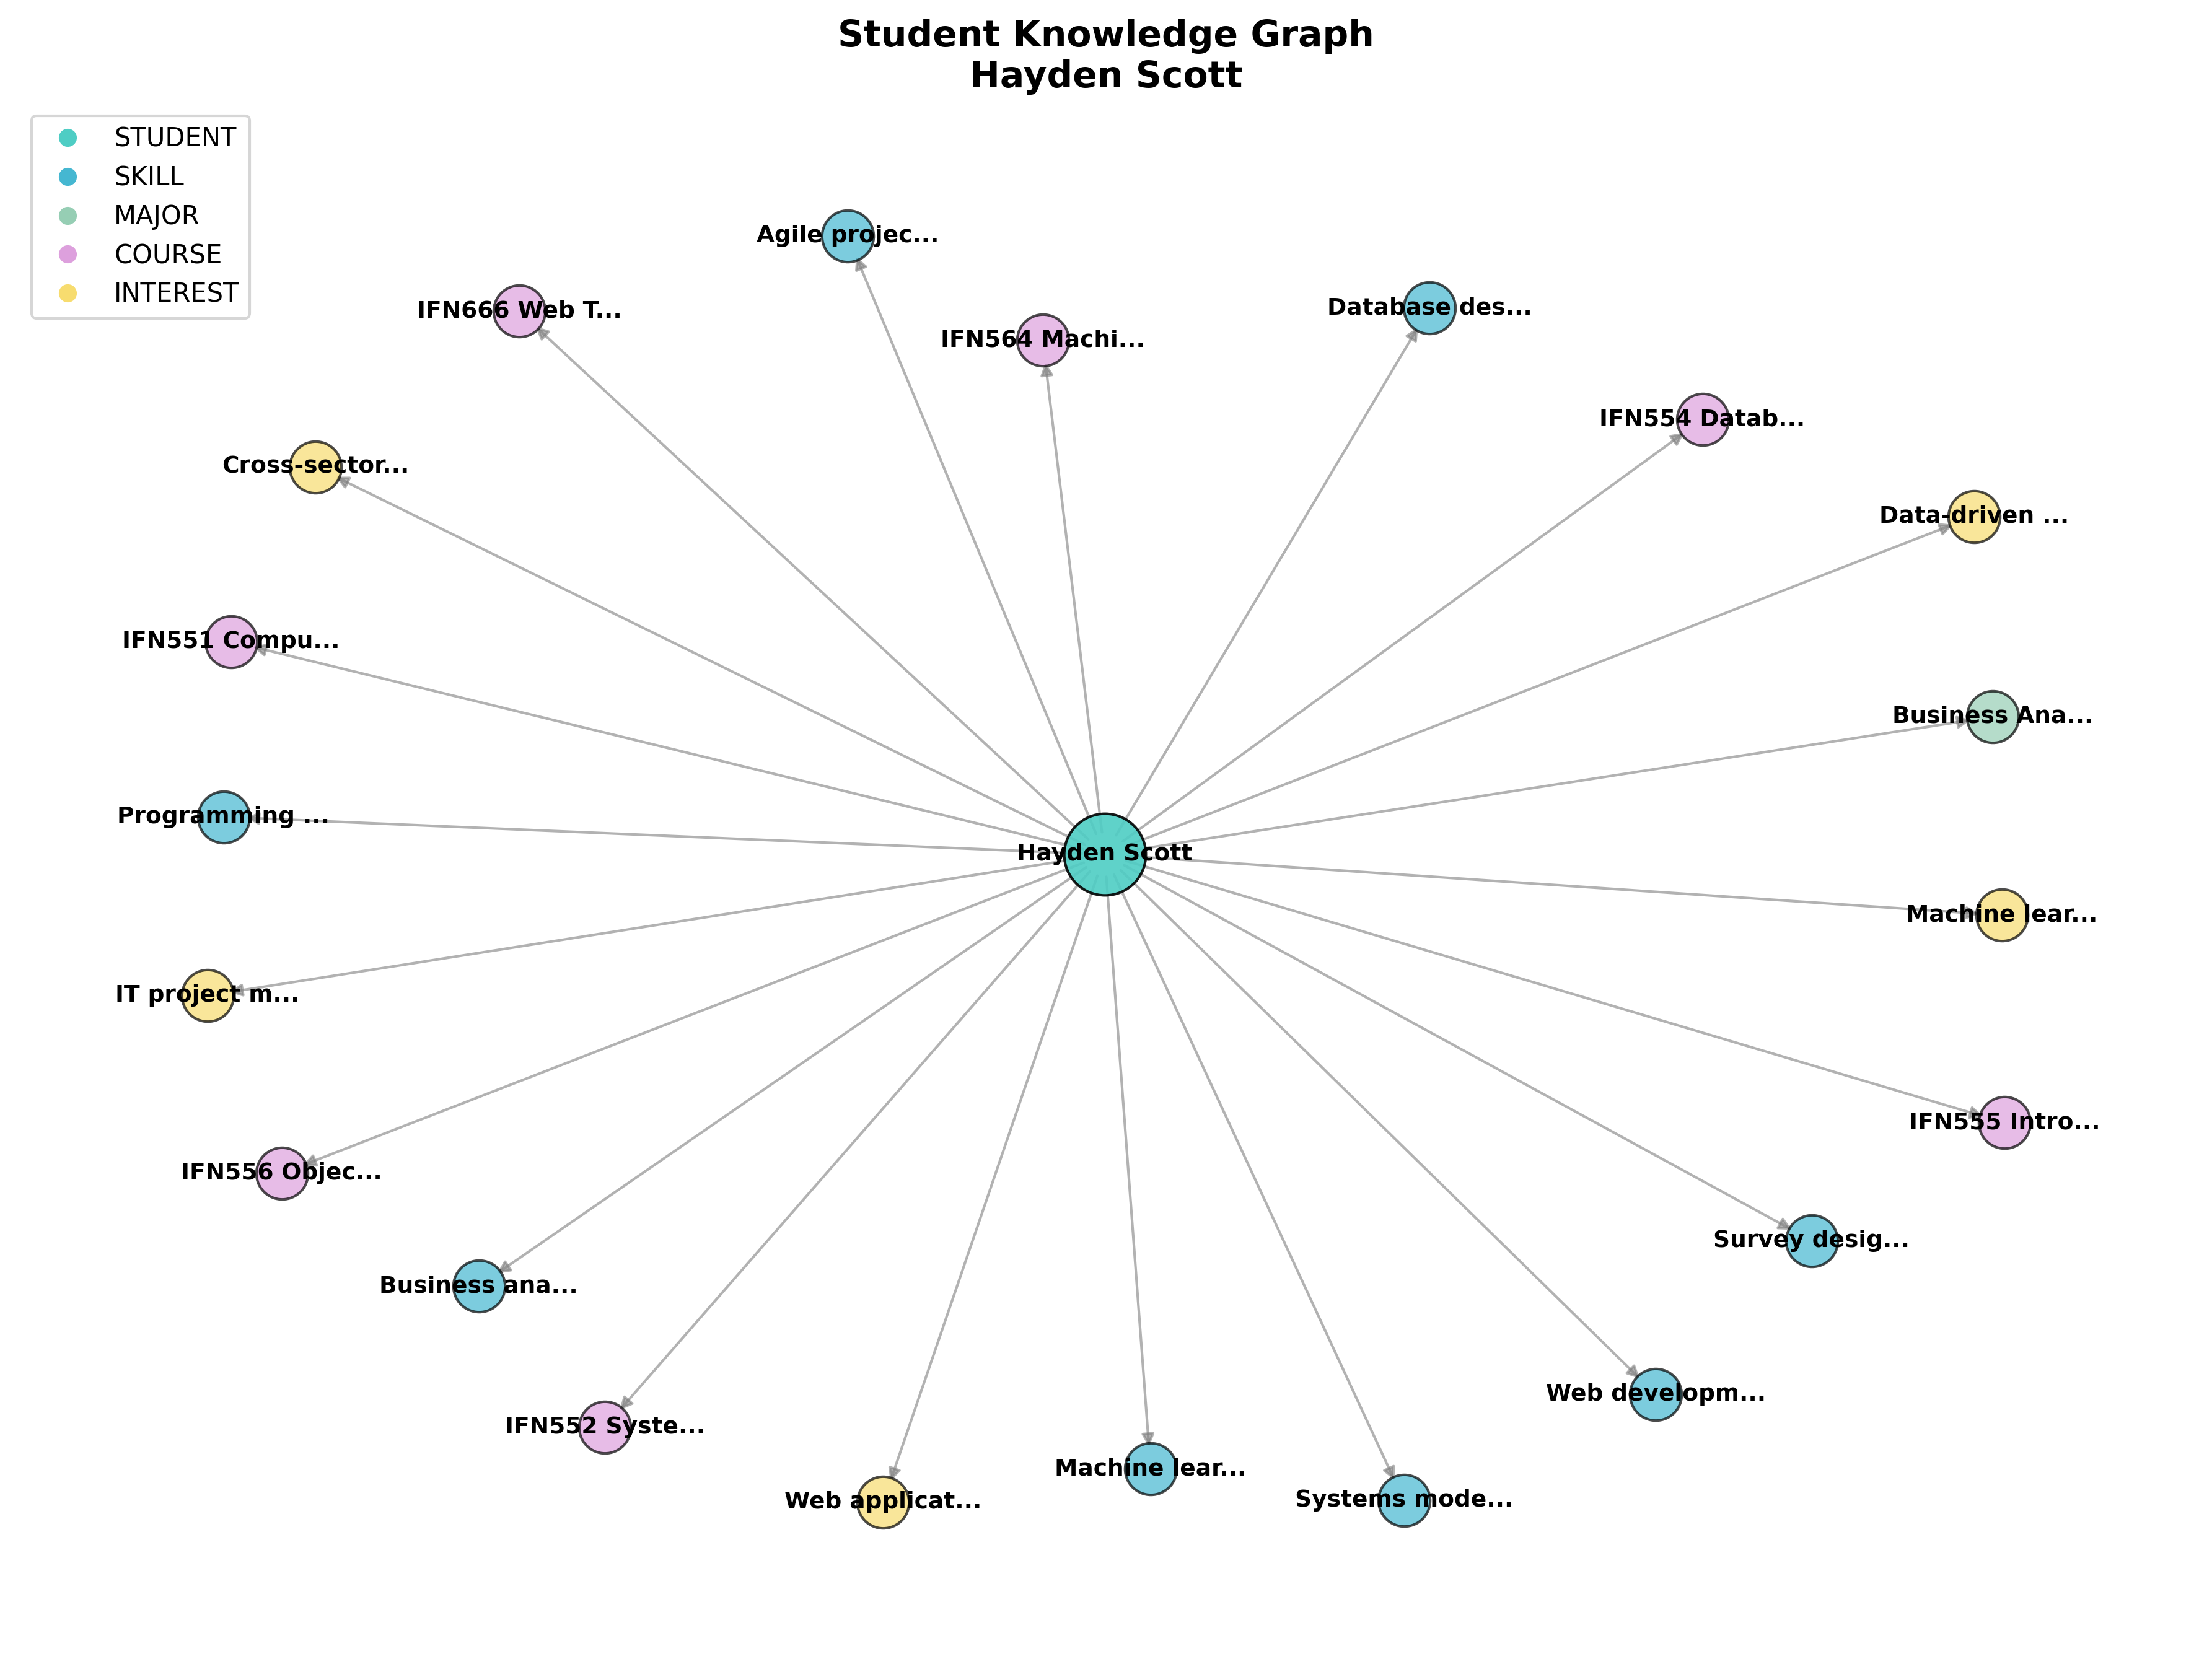 Student Knowledge Graph
Hayden Scott
STUDENT
SKILL
MAJOR
COURSE
INTEREST
Agile projec...
IFN666 Web T...
Database des...
IFN564 Machi...
IFN554 Datab...
Cross-sector...
Data-driven ...
IFN551 Compu...
Business Ana...
Programming ...
Hayden Scott
Machine lear...
IT project m...
IFN555 Intro...
IFN556 Objec...
Survey desig...
Business ana...
Web developm...
IFN552 Syste...
Machine lear...
Web applicat...
Systems mode...